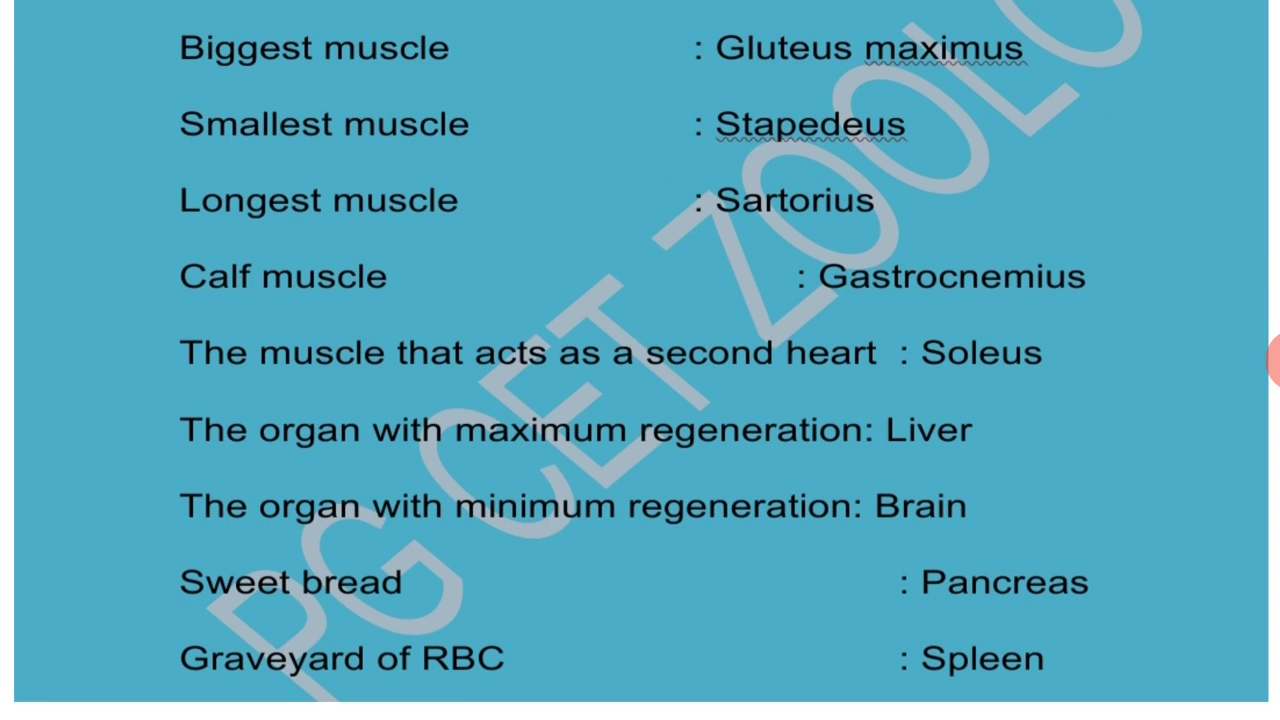 Biggest muscle : Gluteus maximus
Smallest muscle : Stapedeus
Longest muscle : Sartorius
Calf muscle : Gastrocnemius
The muscle that acts as a second heart : Soleus
The organ with maximum regeneration: Liver
The organ with minimum regeneration: Brain
Sweet bread : Pancreas
Graveyard of RBC : Spleen
PG CET ZOOLO